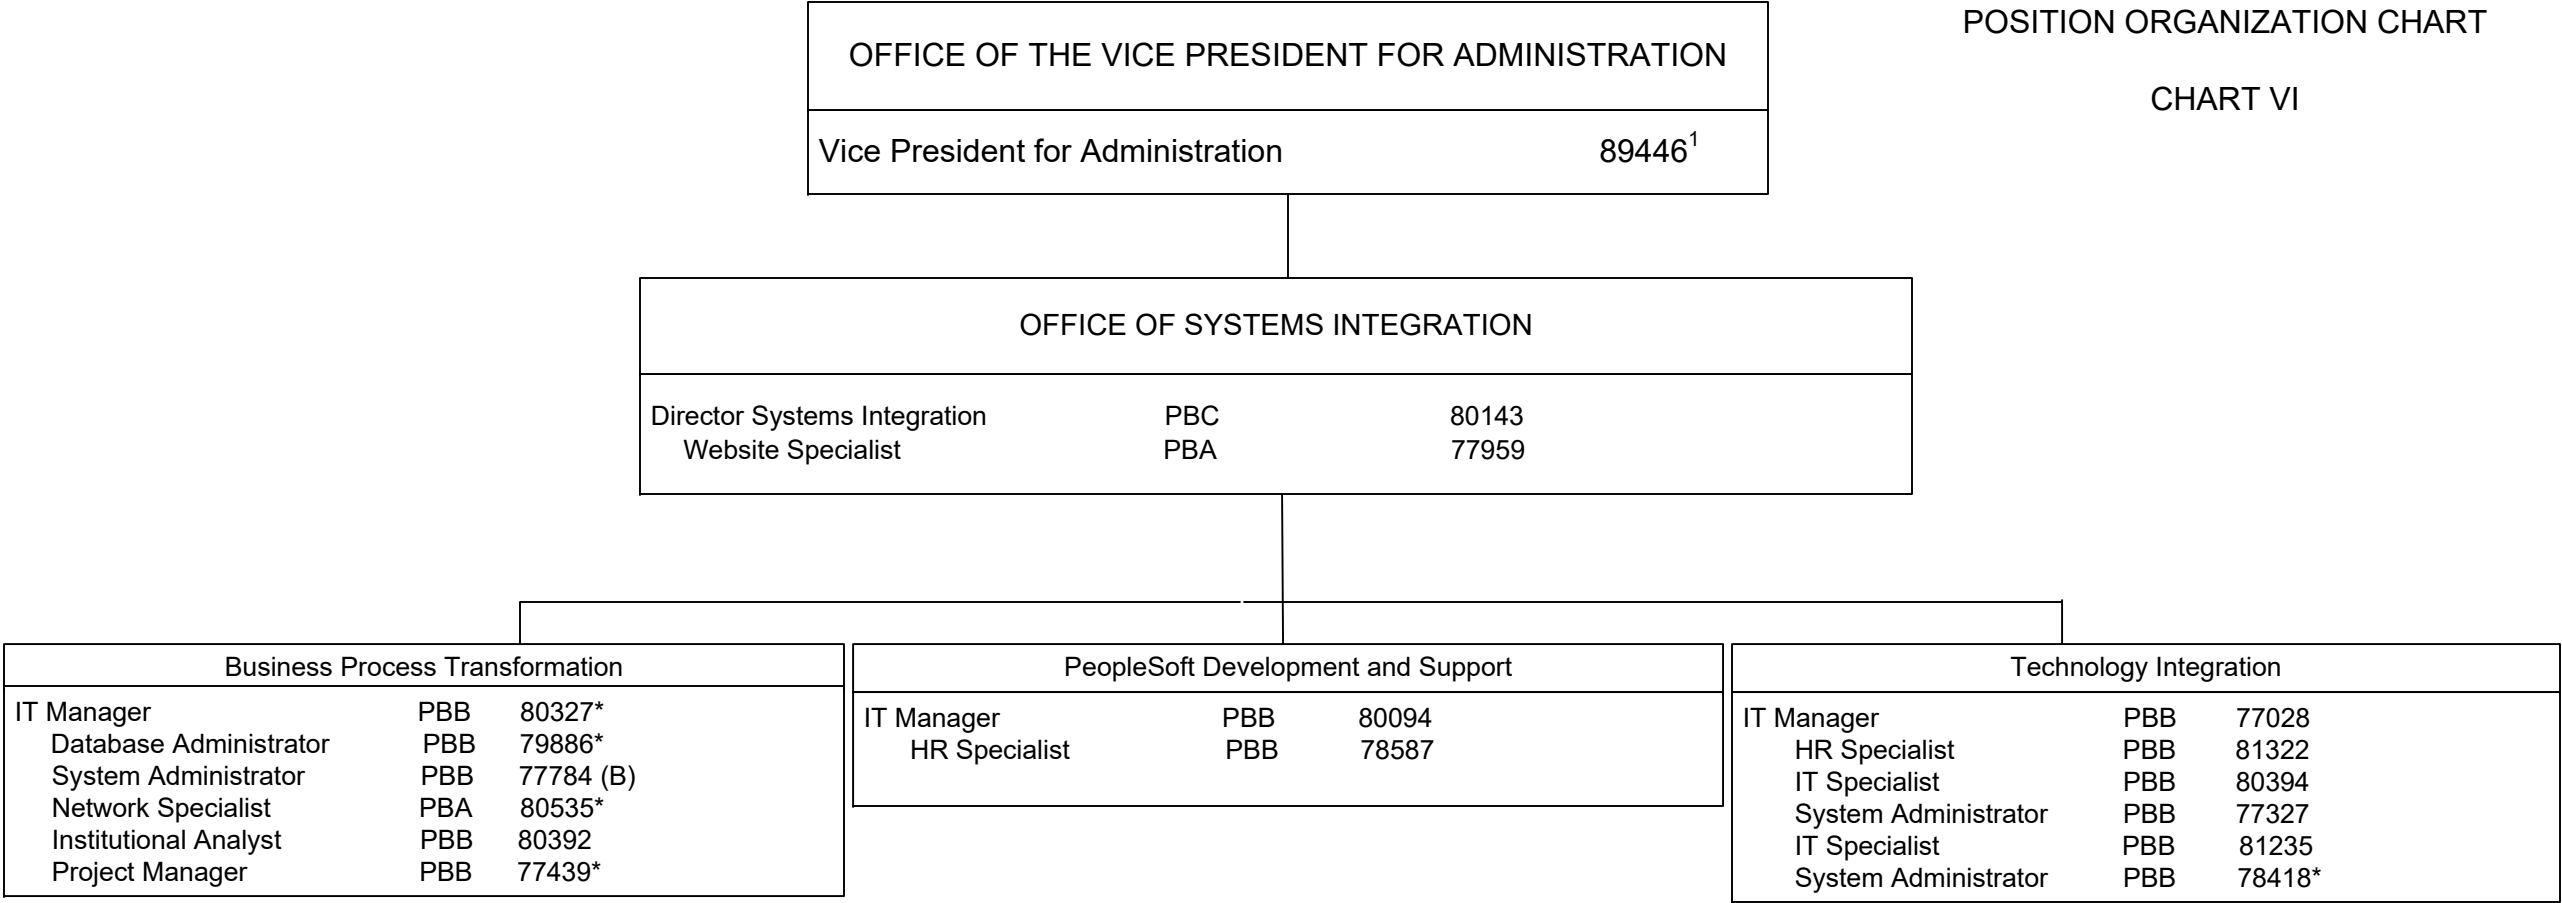 POSITION ORGANIZATION CHART
CHART VI
OFFICE OF THE VICE PRESIDENT FOR ADMINISTRATION
Vice President for Administration 89446¹
OFFICE OF SYSTEMS INTEGRATION
Director Systems Integration PBC 80143
Website Specialist PBA 77959
Business Process Transformation
IT Manager PBB 80327*
Database Administrator PBB 79886*
System Administrator PBB 77784 (B)
Network Specialist PBA 80535*
Institutional Analyst PBB 80392
Project Manager PBB 77439*
PeopleSoft Development and Support
IT Manager PBB 80094
HR Specialist PBB 78587
Technology Integration
IT Manager PBB 77028
HR Specialist PBB 81322
IT Specialist PBB 80394
System Administrator PBB 77327
IT Specialist PBB 81235
System Administrator PBB 78418*